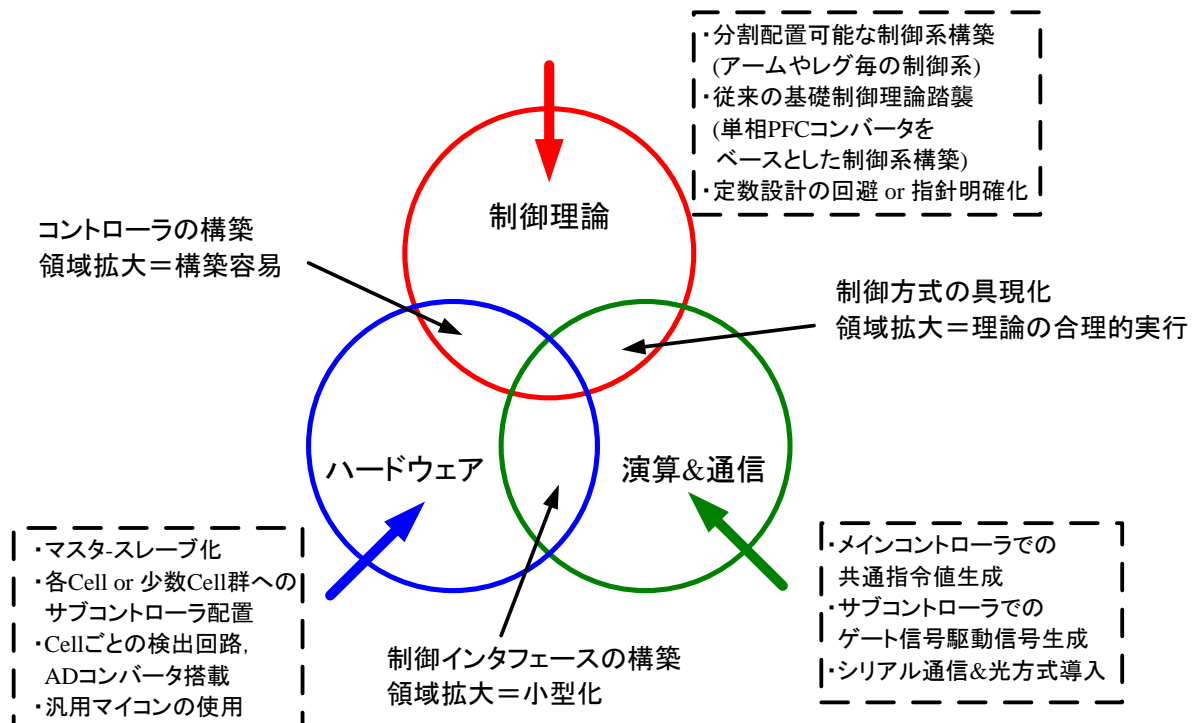 ・分割配置可能な制御系構築
(アームやレグ毎の制御系)
・従来の基礎制御理論踏襲
(単相PFCコンバータを
ベースとした制御系構築)
・定数設計の回避 or 指針明確化
制御理論
コントローラの構築
領域拡大＝構築容易
制御方式の具現化
領域拡大＝理論の合理的実行
ハードウェア
演算&通信
・マスタ-スレーブ化
・各Cell or 少数Cell群への
サブコントローラ配置
・Cellごとの検出回路,
ADコンバータ搭載
・汎用マイコンの使用
制御インタフェースの構築
領域拡大＝小型化
・メインコントローラでの
共通指令値生成
・サブコントローラでの
ゲート信号駆動信号生成
・シリアル通信&光方式導入